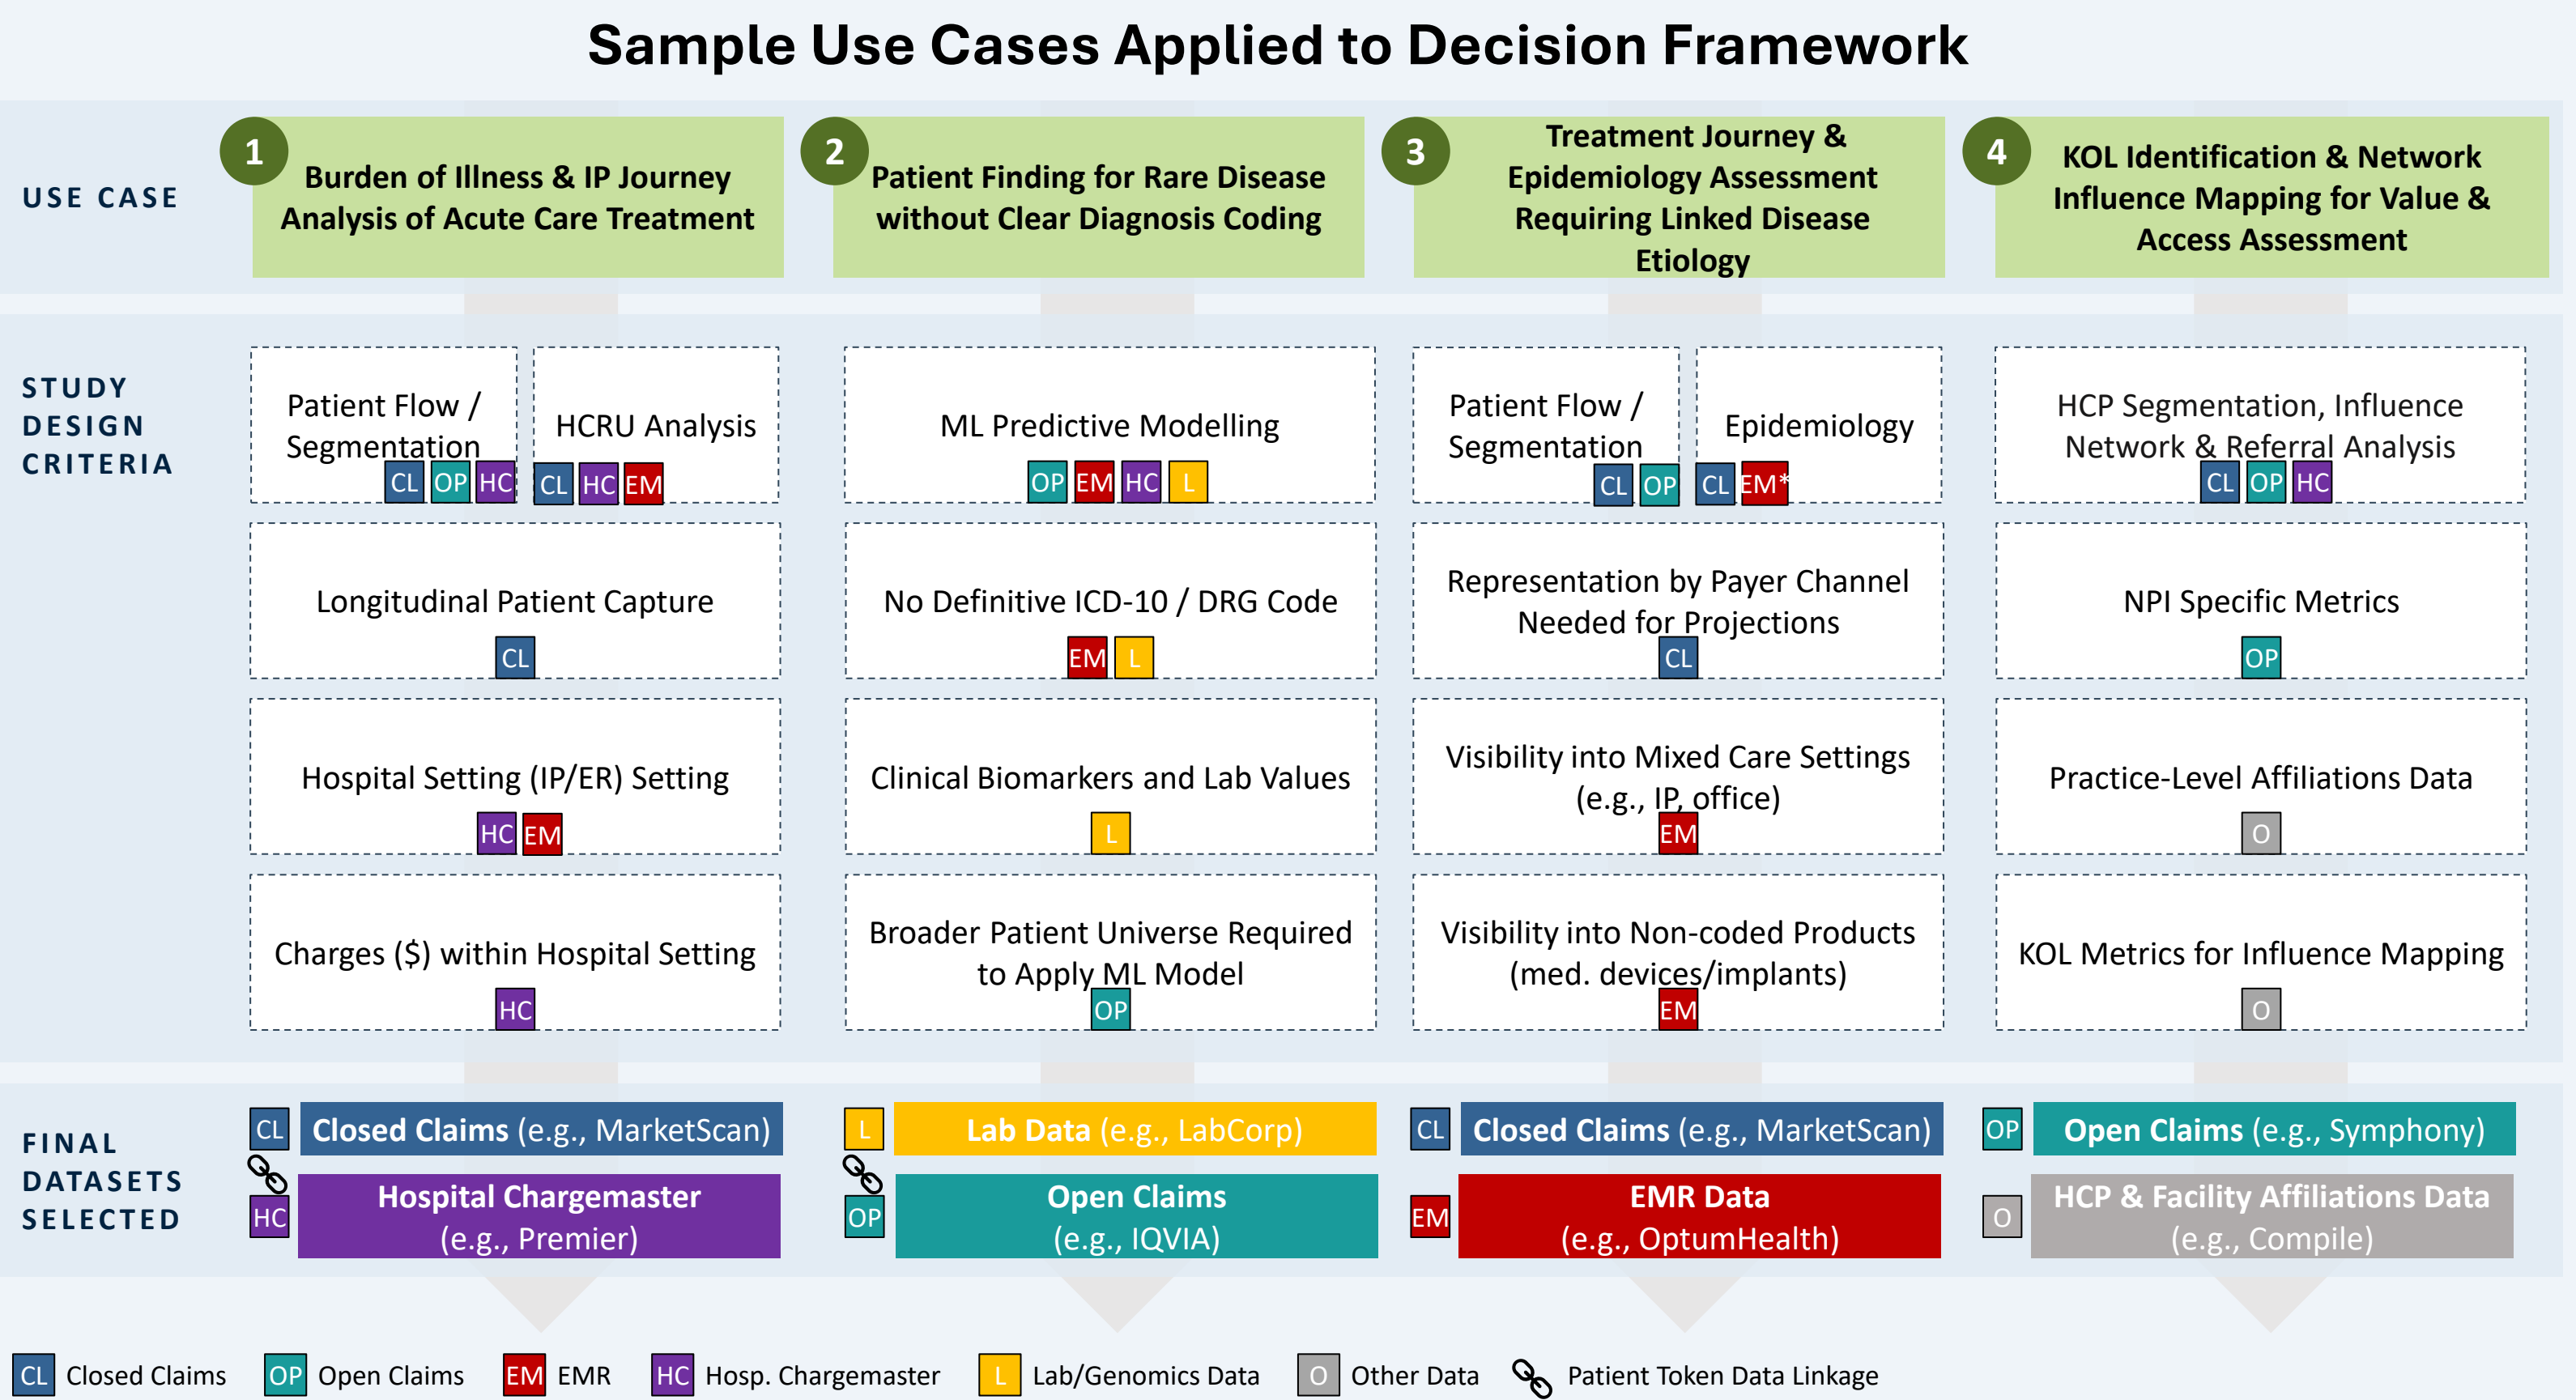 Sample Use Cases Applied to Decision Framework
USE CASE
1
Burden of Illness & IP Journey
Analysis of Acute Care Treatment
2
Patient Finding for Rare Disease
without Clear Diagnosis Coding
3
Treatment Journey &
Epidemiology Assessment
Requiring Linked Disease
Etiology
4
KOL Identification & Network
Influence Mapping for Value &
Access Assessment
STUDY
DESIGN
CRITERIA
Patient Flow /
Segmentation
CL OP HC
HCRU Analysis
CL HC EM
Longitudinal Patient Capture
CL
Hospital Setting (IP/ER) Setting
HC EM
Charges ($) within Hospital Setting
HC
ML Predictive Modelling
OP EM HC L
No Definitive ICD-10 / DRG Code
EM L
Clinical Biomarkers and Lab Values
L
Broader Patient Universe Required
to Apply ML Model
OP
Patient Flow /
Segmentation
CL OP
Epidemiology
CL EM*
Representation by Payer Channel
Needed for Projections
CL
Visibility into Mixed Care Settings
(e.g., IP, office)
EM
Visibility into Non-coded Products
(med. devices/implants)
EM
HCP Segmentation, Influence
Network & Referral Analysis
CL OP HC
NPI Specific Metrics
OP
Practice-Level Affiliations Data
O
KOL Metrics for Influence Mapping
O
FINAL
DATASETS
SELECTED
CL Closed Claims (e.g., MarketScan)
HC Hospital Chargemaster
(e.g., Premier)
L Lab Data (e.g., LabCorp)
OP Open Claims
(e.g., IQVIA)
CL Closed Claims (e.g., MarketScan)
EM EMR Data
(e.g., OptumHealth)
OP Open Claims (e.g., Symphony)
O HCP & Facility Affiliations Data
(e.g., Compile)
CL Closed Claims OP Open Claims EM EMR HC Hosp. Chargemaster L Lab/Genomics Data O Other Data Patient Token Data Linkage